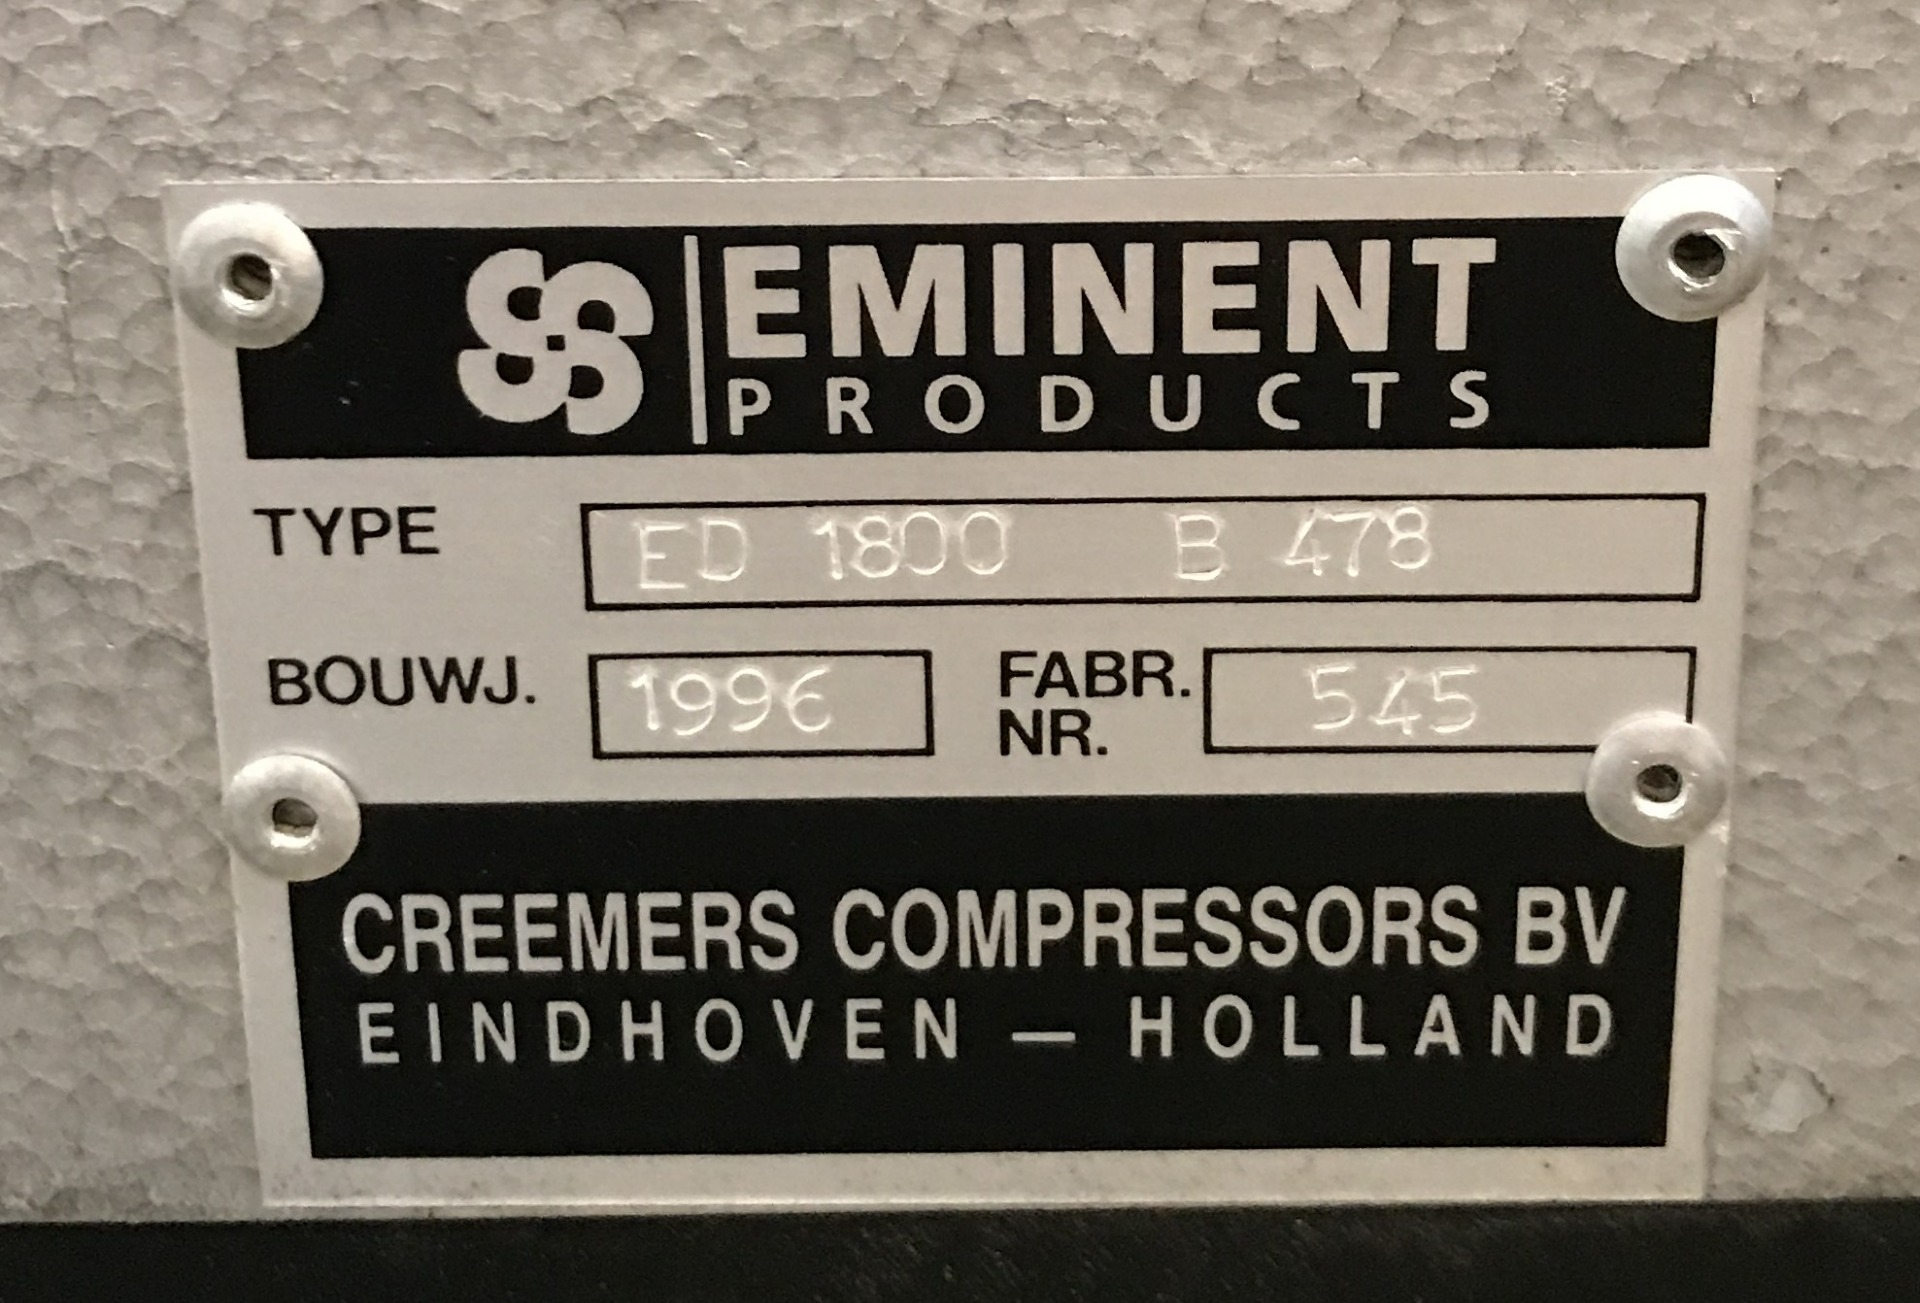 EMINENT
PRODUCTS
TYPE ED 1800 B 478
BOUWJ. 1996 FABR. NR. 545
CREEMERS COMPRESSORS BV
EINDHOVEN — HOLLAND